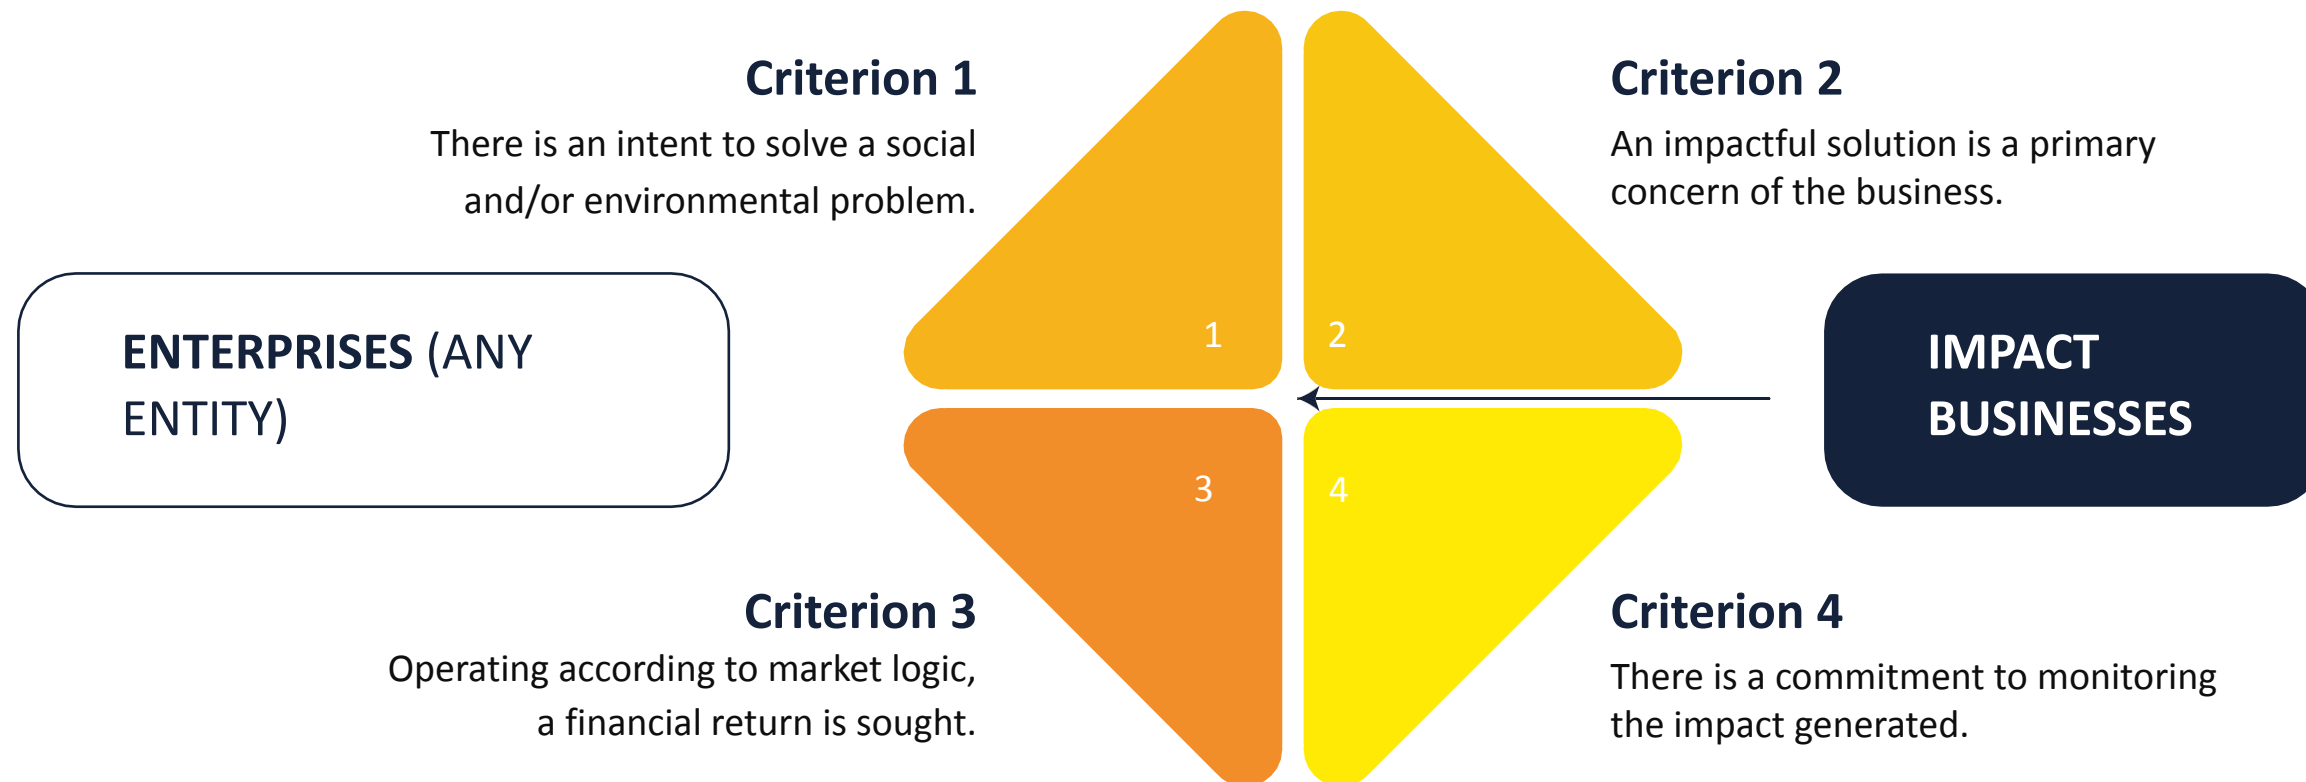 Criterion 1
There is an intent to solve a social
and/or environmental problem.
Criterion 2
An impactful solution is a primary
concern of the business.
ENTERPRISES (ANY
ENTITY)
1
2
3
4
IMPACT
BUSINESSES
Criterion 3
Operating according to market logic,
a financial return is sought.
Criterion 4
There is a commitment to monitoring
the impact generated.